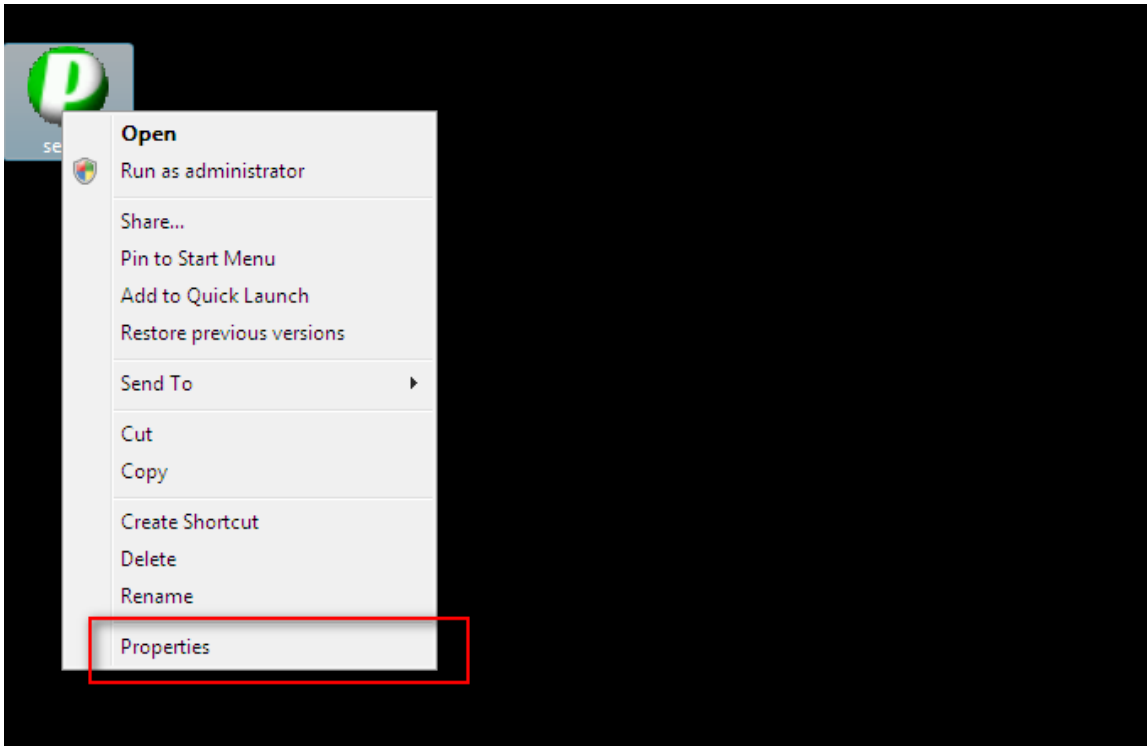 Open
Run as administrator
Share...
Pin to Start Menu
Add to Quick Launch
Restore previous versions
Send To
Cut
Copy
Create Shortcut
Delete
Rename
Properties